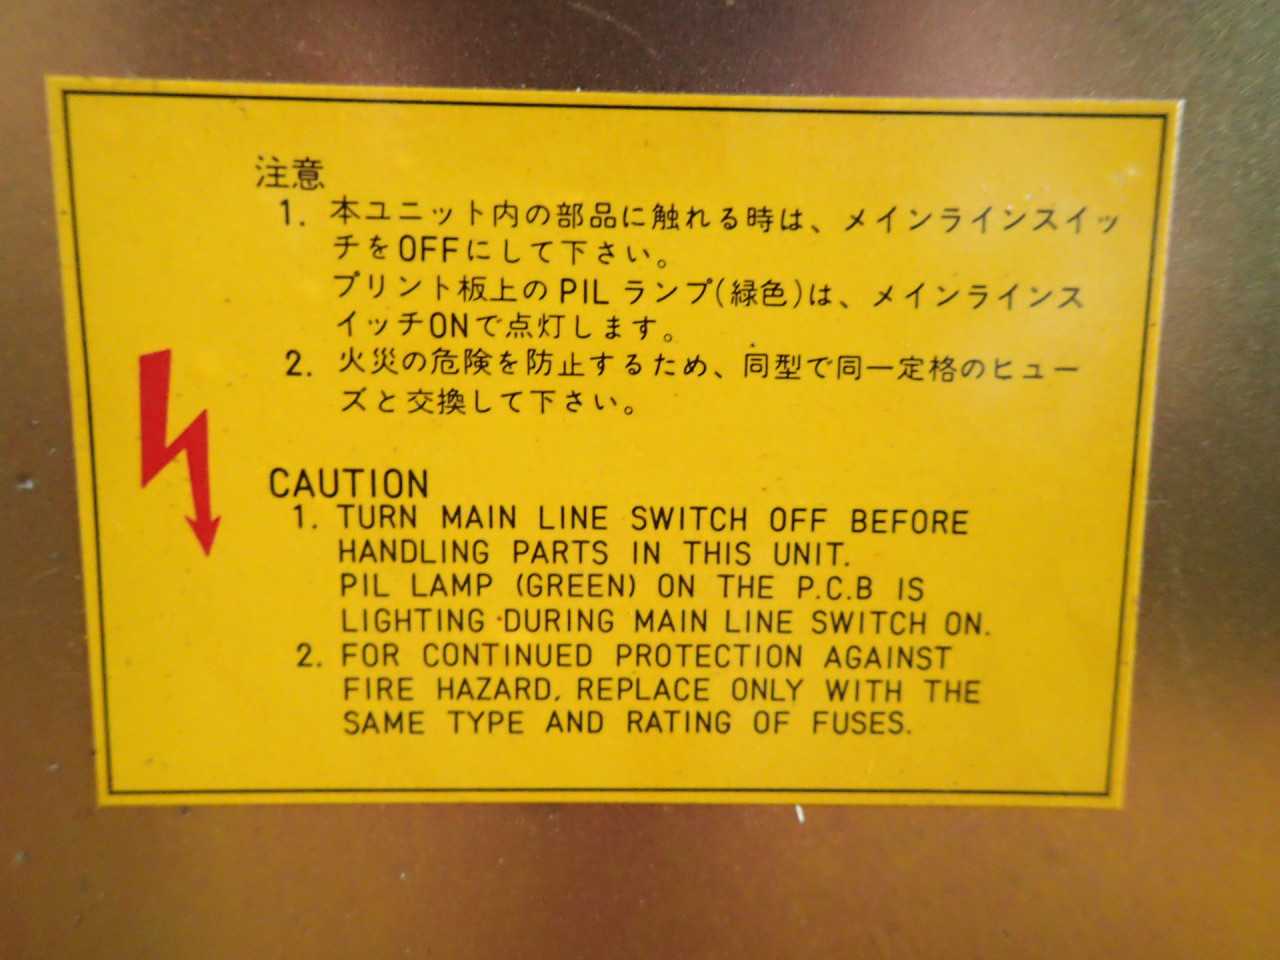 注意
1. 本ユニット内の部品に触れる時は、メインラインスイッ
チをOFFにして下さい。
プリント板上のPILランプ(緑色)は、メインラインス
イッチONで点灯します。
2. 火災の危険を防止するため、同型で同一定格のヒュー
ズと交換して下さい。
CAUTION
1. TURN MAIN LINE SWITCH OFF BEFORE
HANDLING PARTS IN THIS UNIT.
PIL LAMP (GREEN) ON THE P.C.B IS
LIGHTING DURING MAIN LINE SWITCH ON.
2. FOR CONTINUED PROTECTION AGAINST
FIRE HAZARD, REPLACE ONLY WITH THE
SAME TYPE AND RATING OF FUSES.